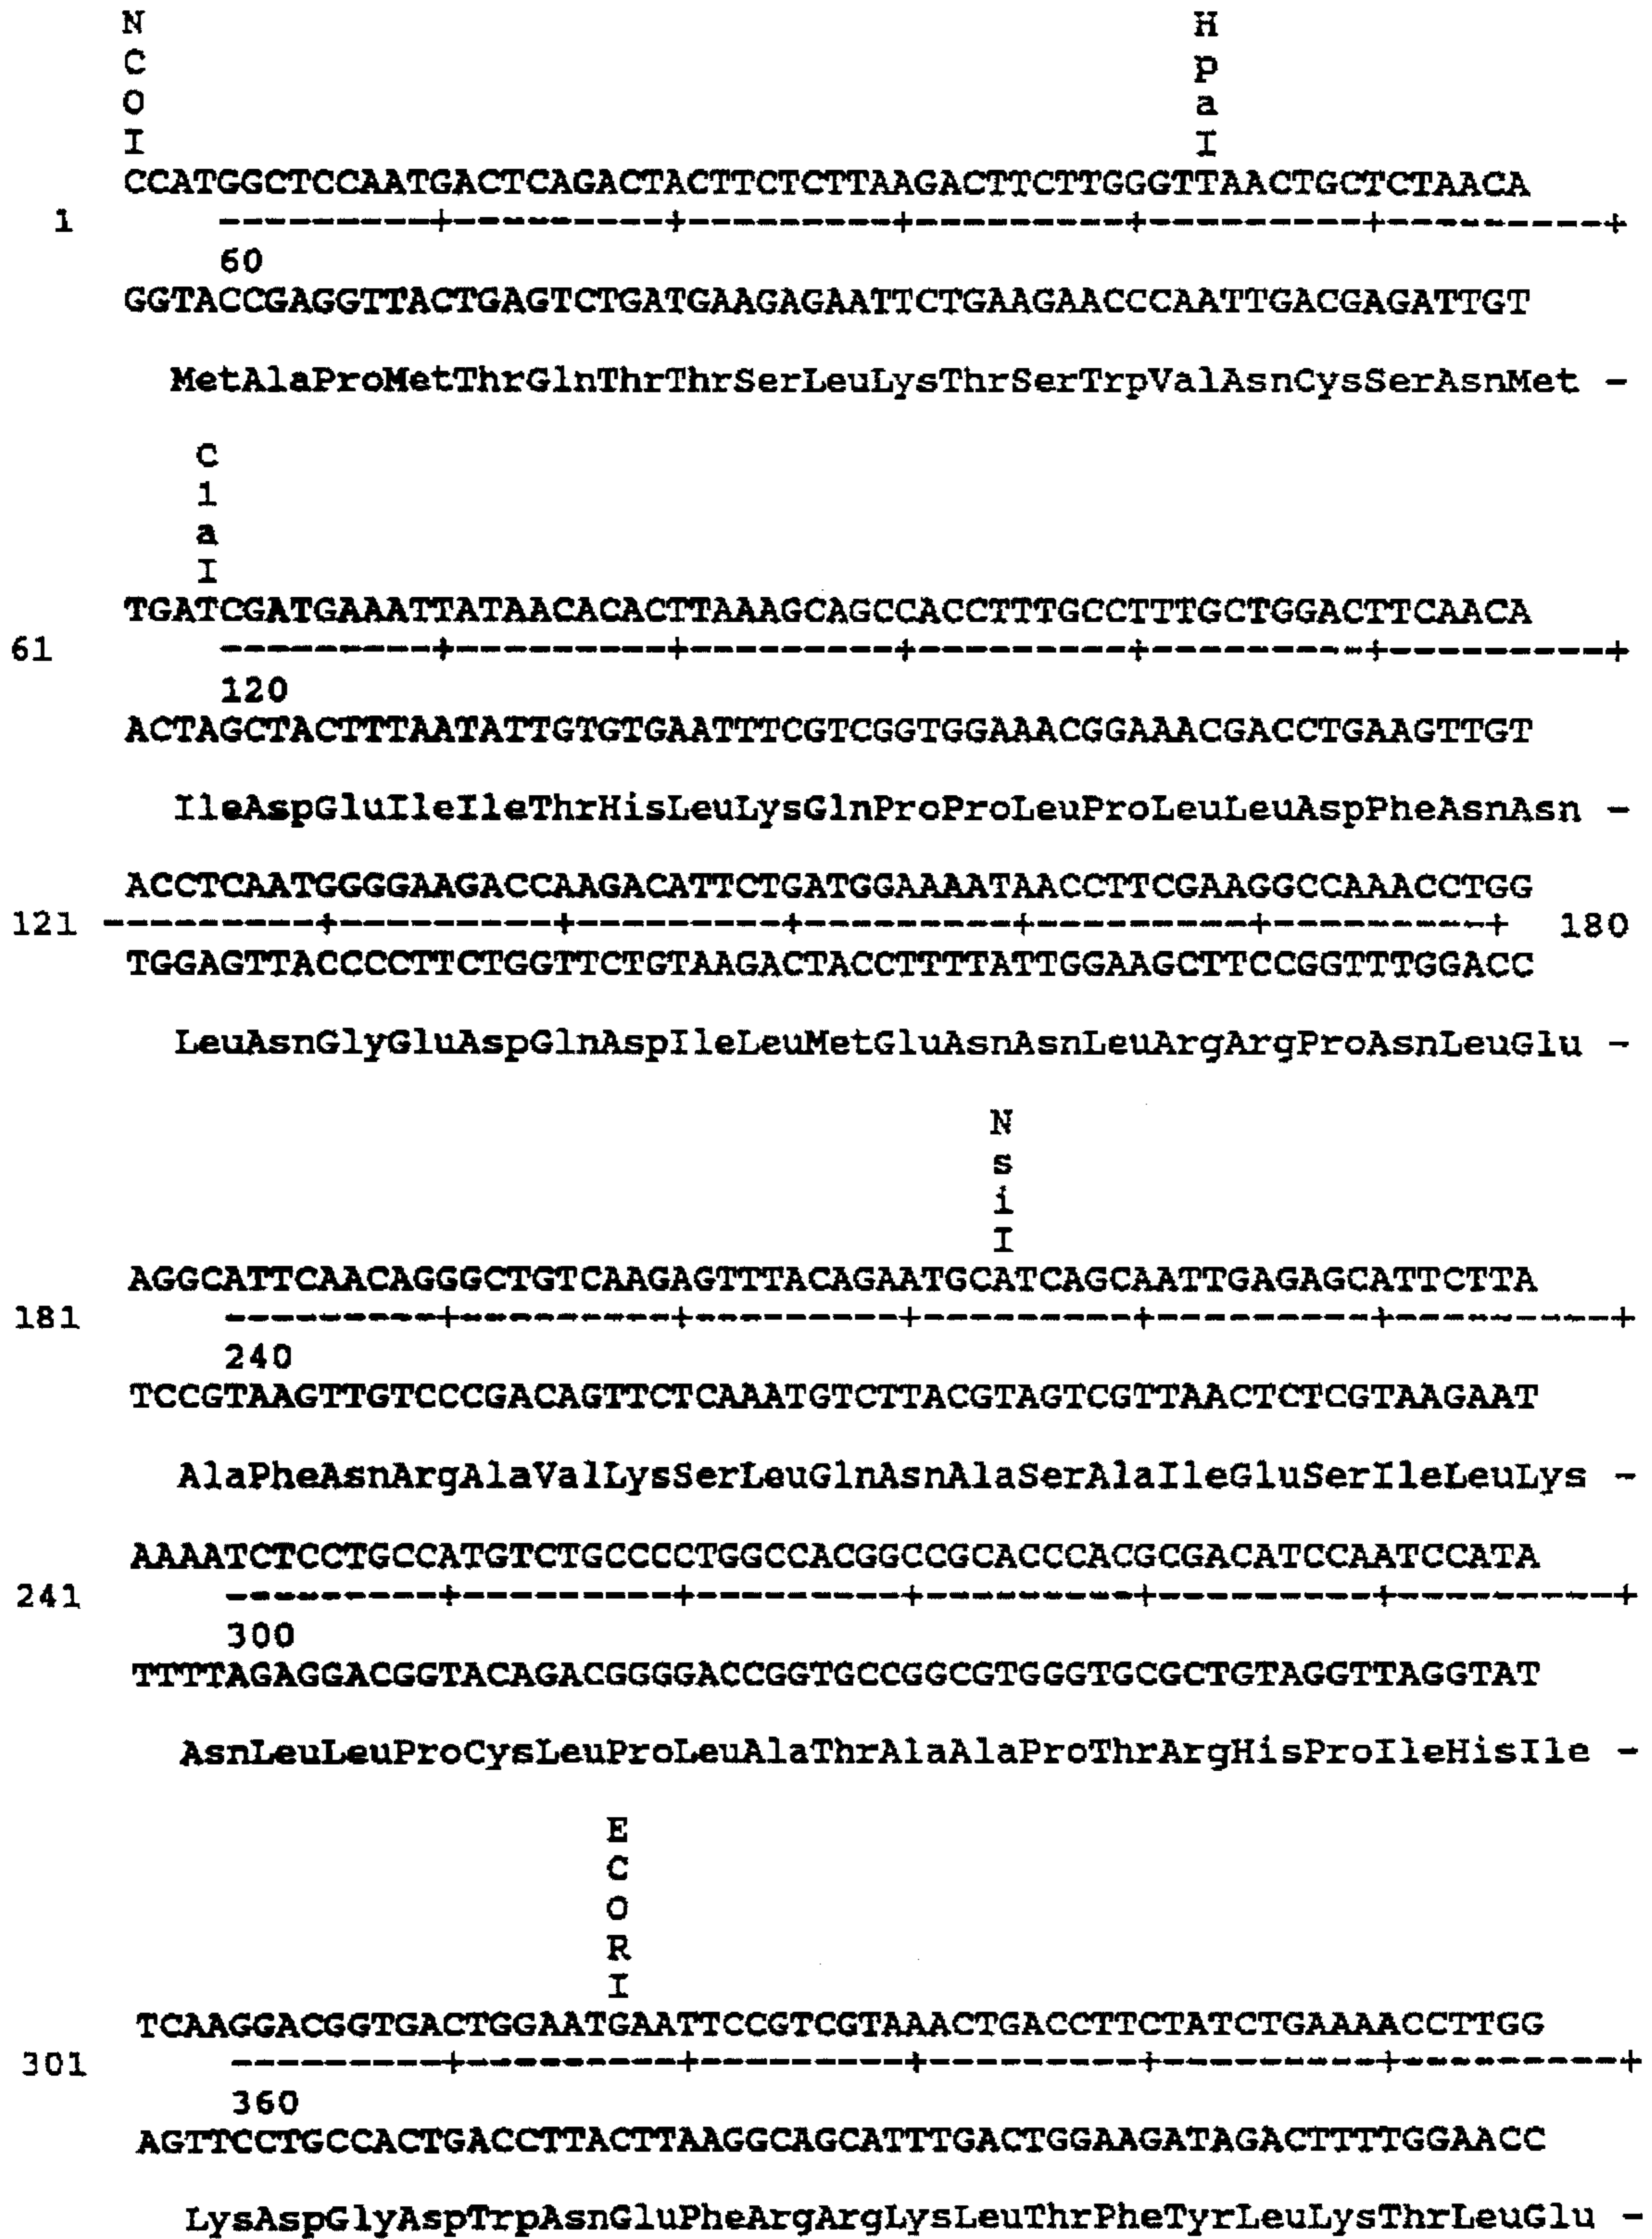 N H
C p
O a
I I
CCATGGCTCCAATGACTCAGACTACTTCTCTTAAGACTTCTTGGGTTAACTGCTCTAACA
1 ---------+---------+---------+---------+---------+---------+
60
GGTACCGAGGTTACTGAGTCTGATGAAGAGAATTCTGAAGAACCCAATTGACGAGATTGT
MetAlaProMetThrGlnThrThrSerLeuLysThrSerTrpValAsnCysSerAsnMet -
C
l
a
I
TGATCGATGAAATTATAACACACTTAAAGCAGCCACCTTTGCCTTTGCTGGACTTCAACA
61 ---------+---------+---------+---------+---------+---------+
120
ACTAGCTACTTTAATATTGTGTGAATTTCGTCGGTGGAAACGGAAACGACCTGAAGTTGT
IleAspGluIleIleThrHisLeuLysGlnProProLeuProLeuLeuAspPheAsnAsn -
ACCTCAATGGGGAAGACCAAGACATTCTGATGGAAAATAACCTTCGAAGGCCAAACCTGG
121 ---------+---------+---------+---------+---------+---------+ 180
TGGAGTTACCCCTTCTGGTTCTGTAAGACTACCTTTTATTGGAAGCTTCCGGTTTGGACC
LeuAsnGlyGluAspGlnAspIleLeuMetGluAsnAsnLeuArgArgProAsnLeuGlu -
N
s
i
I
AGGCATTCAACAGGGCTGTCAAGAGTTTACAGAATGCATCAGCAATTGAGAGCATTCTTA
181 ---------+---------+---------+---------+---------+---------+
240
TCCGTAAGTTGTCCCGACAGTTCTCAAATGTCTTACGTAGTCGTTAACTCTCGTAAGAAT
AlaPheAsnArgAlaValLysSerLeuGlnAsnAlaSerAlaIleGluSerIleLeuLys -
AAAATCTCCTGCCATGTCTGCCCCTGGCCACGGCCGCACCCACGCGACATCCAATCCATA
241 ---------+---------+---------+---------+---------+---------+
300
TTTTAGAGGACGGTACAGACGGGGACCGGTGCCGGCGTGGGTGCGCTGTAGGTTAGGTAT
AsnLeuLeuProCysLeuProLeuAlaThrAlaAlaProThrArgHisProIleHisIle -
E
C
O
R
I
TCAAGGACGGTGACTGGAATGAATTCCGTCGTAAACTGACCTTCTATCTGAAAACCTTGG
301 ---------+---------+---------+---------+---------+---------+
360
AGTTCCTGCCACTGACCTTACTTAAGGCAGCATTTGACTGGAAGATAGACTTTTGGAACC
LysAspGlyAspTrpAsnGluPheArgArgLysLeuThrPheTyrLeuLysThrLeuGlu -